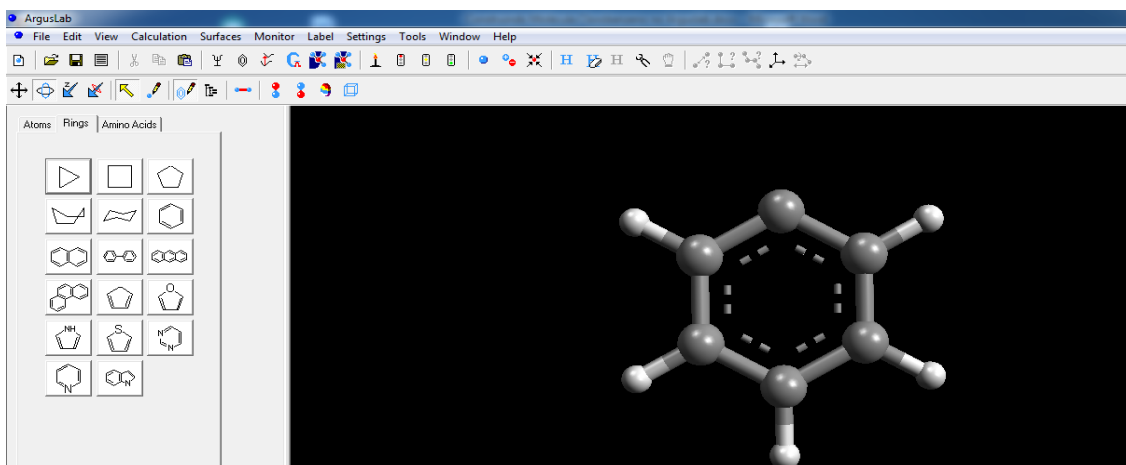 ArgusLab
File Edit View Calculation Surfaces Monitor Label Settings Tools Window Help
Ψ
H H H
Atoms Rings Amino Acids
O
NH S N N
N N